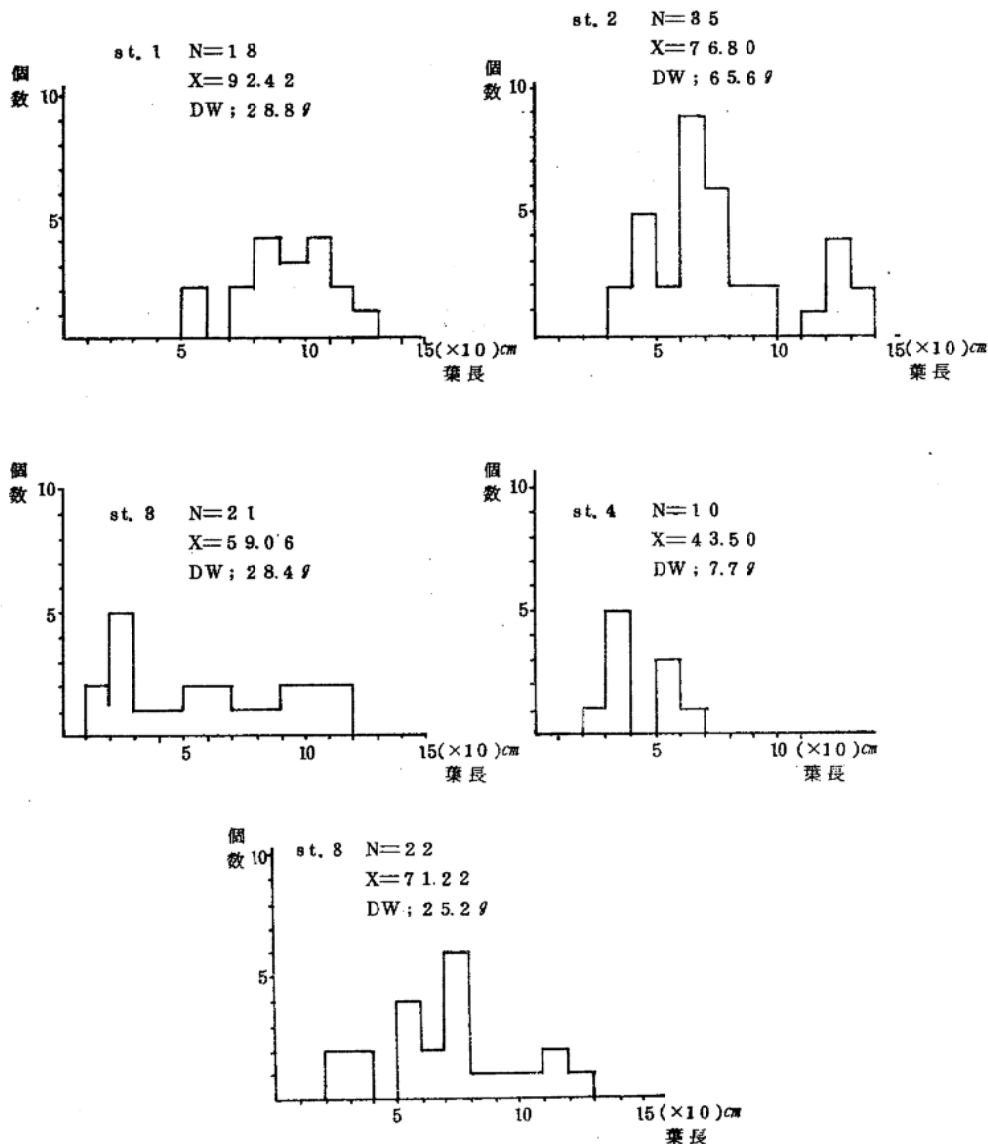 st. 1 N=18
X=92.42
DW; 28.8g
個
数
10
5
5 10 15(×10)cm
葉長
st. 2 N=35
X=76.80
DW; 65.6g
個
数
10
5
5 10 15(×10)cm
葉長
st. 3 N=21
X=59.06
DW; 28.4g
個
数
10
5
5 10 15(×10)cm
葉長
st. 4 N=10
X=43.50
DW; 7.7g
個
数
10
5
5 10 (×10)cm
葉長
st. 8 N=22
X=71.22
DW; 25.2g
個
数
10
5
5 10 15(×10)cm
葉長